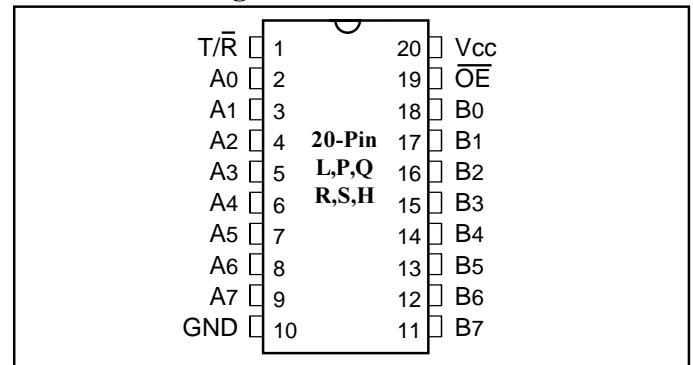 T/R̅ 1 20 Vcc
A0 2 19 O̅E̅
A1 3 18 B0
A2 4 20-Pin 17 B1
A3 5 L,P,Q 16 B2
A4 6 R,S,H 15 B3
A5 7 14 B4
A6 8 13 B5
A7 9 12 B6
GND 10 11 B7